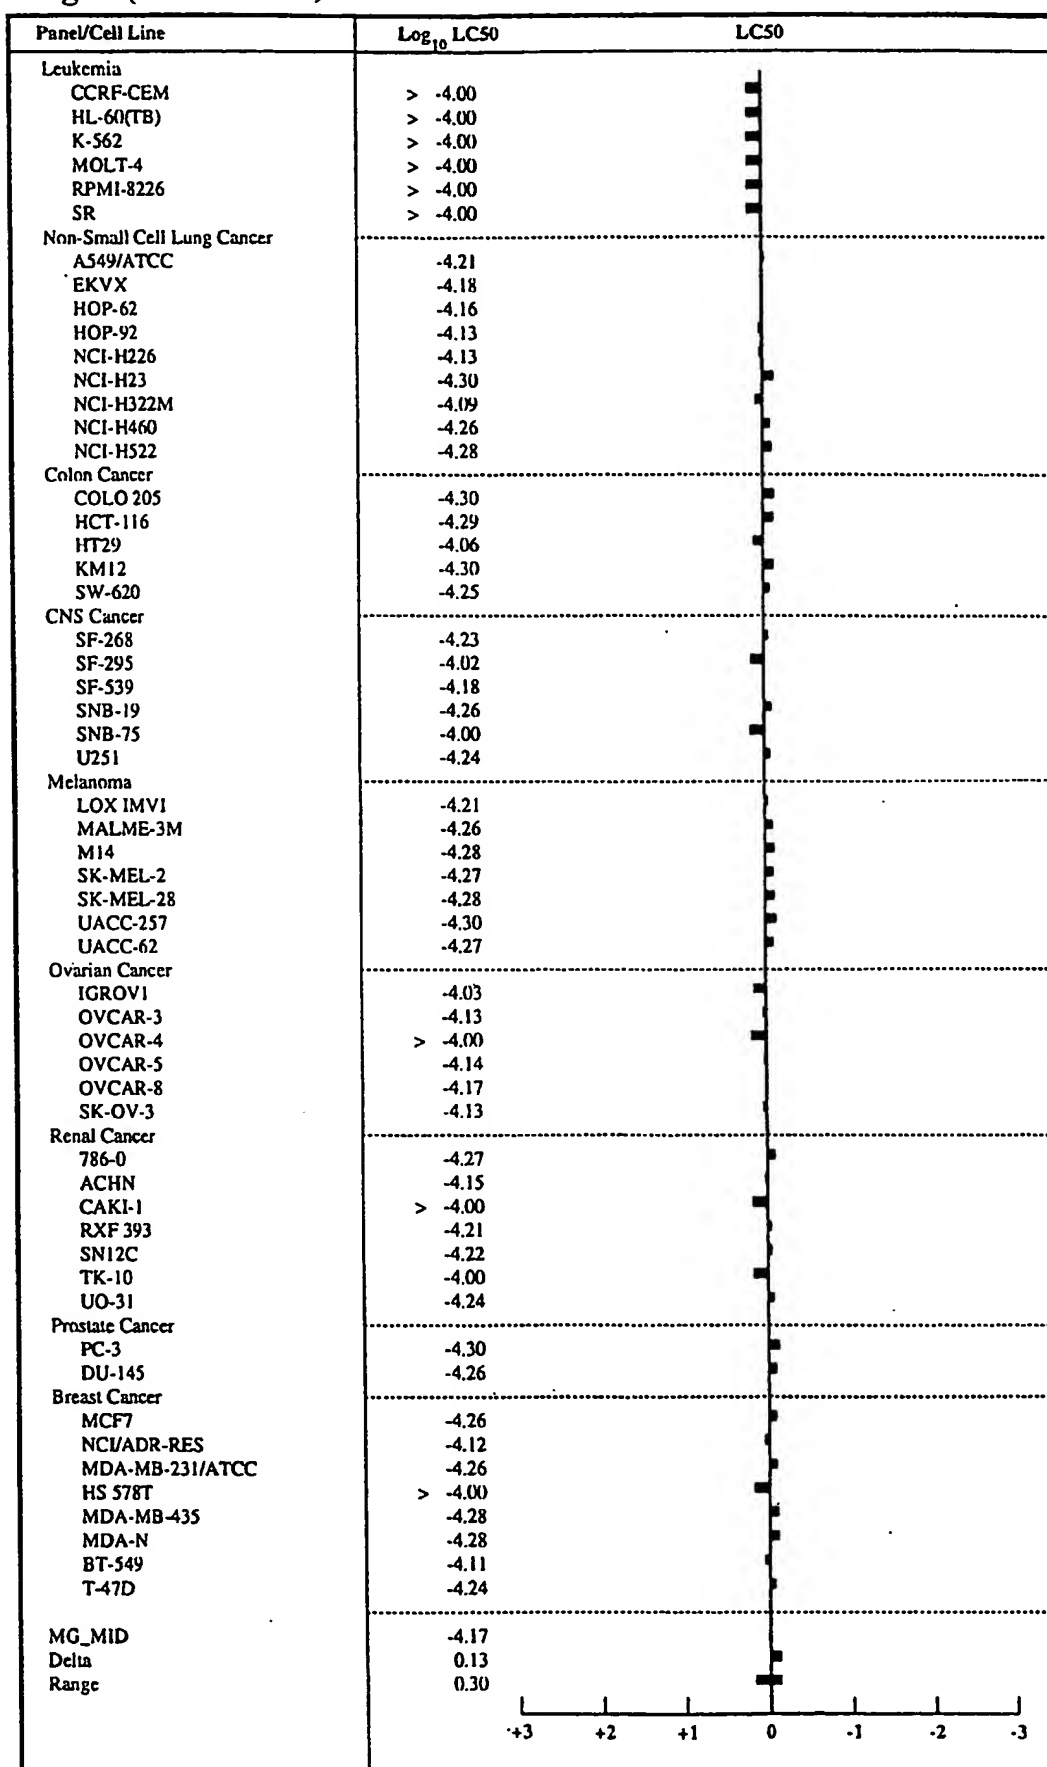 Panel/Cell Line Log10 LC50 LC50
Leukemia
CCRF-CEM > -4.00
HL-60(TB) > -4.00
K-562 > -4.00
MOLT-4 > -4.00
RPMI-8226 > -4.00
SR > -4.00
Non-Small Cell Lung Cancer
A549/ATCC -4.21
EKVX -4.18
HOP-62 -4.16
HOP-92 -4.13
NCI-H226 -4.13
NCI-H23 -4.30
NCI-H322M -4.09
NCI-H460 -4.26
NCI-H522 -4.28
Colon Cancer
COLO 205 -4.30
HCT-116 -4.29
HT29 -4.06
KM12 -4.30
SW-620 -4.25
CNS Cancer
SF-268 -4.23
SF-295 -4.02
SF-539 -4.18
SNB-19 -4.26
SNB-75 -4.00
U251 -4.24
Melanoma
LOX IMVI -4.21
MALME-3M -4.26
M14 -4.28
SK-MEL-2 -4.27
SK-MEL-28 -4.28
UACC-257 -4.30
UACC-62 -4.27
Ovarian Cancer
IGROV1 -4.03
OVCAR-3 -4.13
OVCAR-4 > -4.00
OVCAR-5 -4.14
OVCAR-8 -4.17
SK-OV-3 -4.13
Renal Cancer
786-0 -4.27
ACHN -4.15
CAKI-1 > -4.00
RXF 393 -4.21
SN12C -4.22
TK-10 -4.00
UO-31 -4.24
Prostate Cancer
PC-3 -4.30
DU-145 -4.26
Breast Cancer
MCF7 -4.26
NCI/ADR-RES -4.12
MDA-MB-231/ATCC -4.26
HS 578T > -4.00
MDA-MB-435 -4.28
MDA-N -4.28
BT-549 -4.11
T-47D -4.24
MG_MID -4.17
Delta 0.13
Range 0.30
+3 +2 +1 0 -1 -2 -3